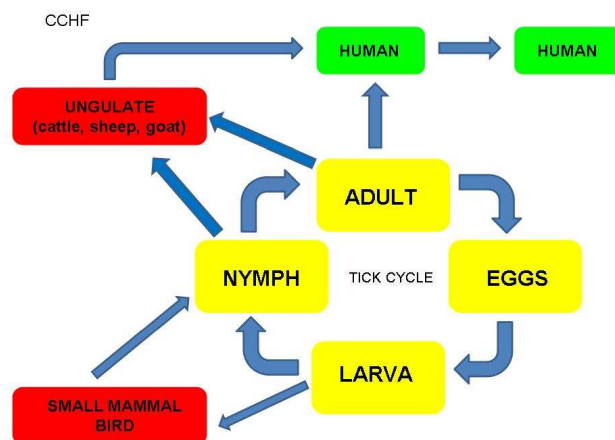 CCHF
HUMAN
HUMAN
UNGULATE
(cattle, sheep, goat)
ADULT
NYMPH
TICK CYCLE
EGGS
LARVA
SMALL MAMMAL
BIRD